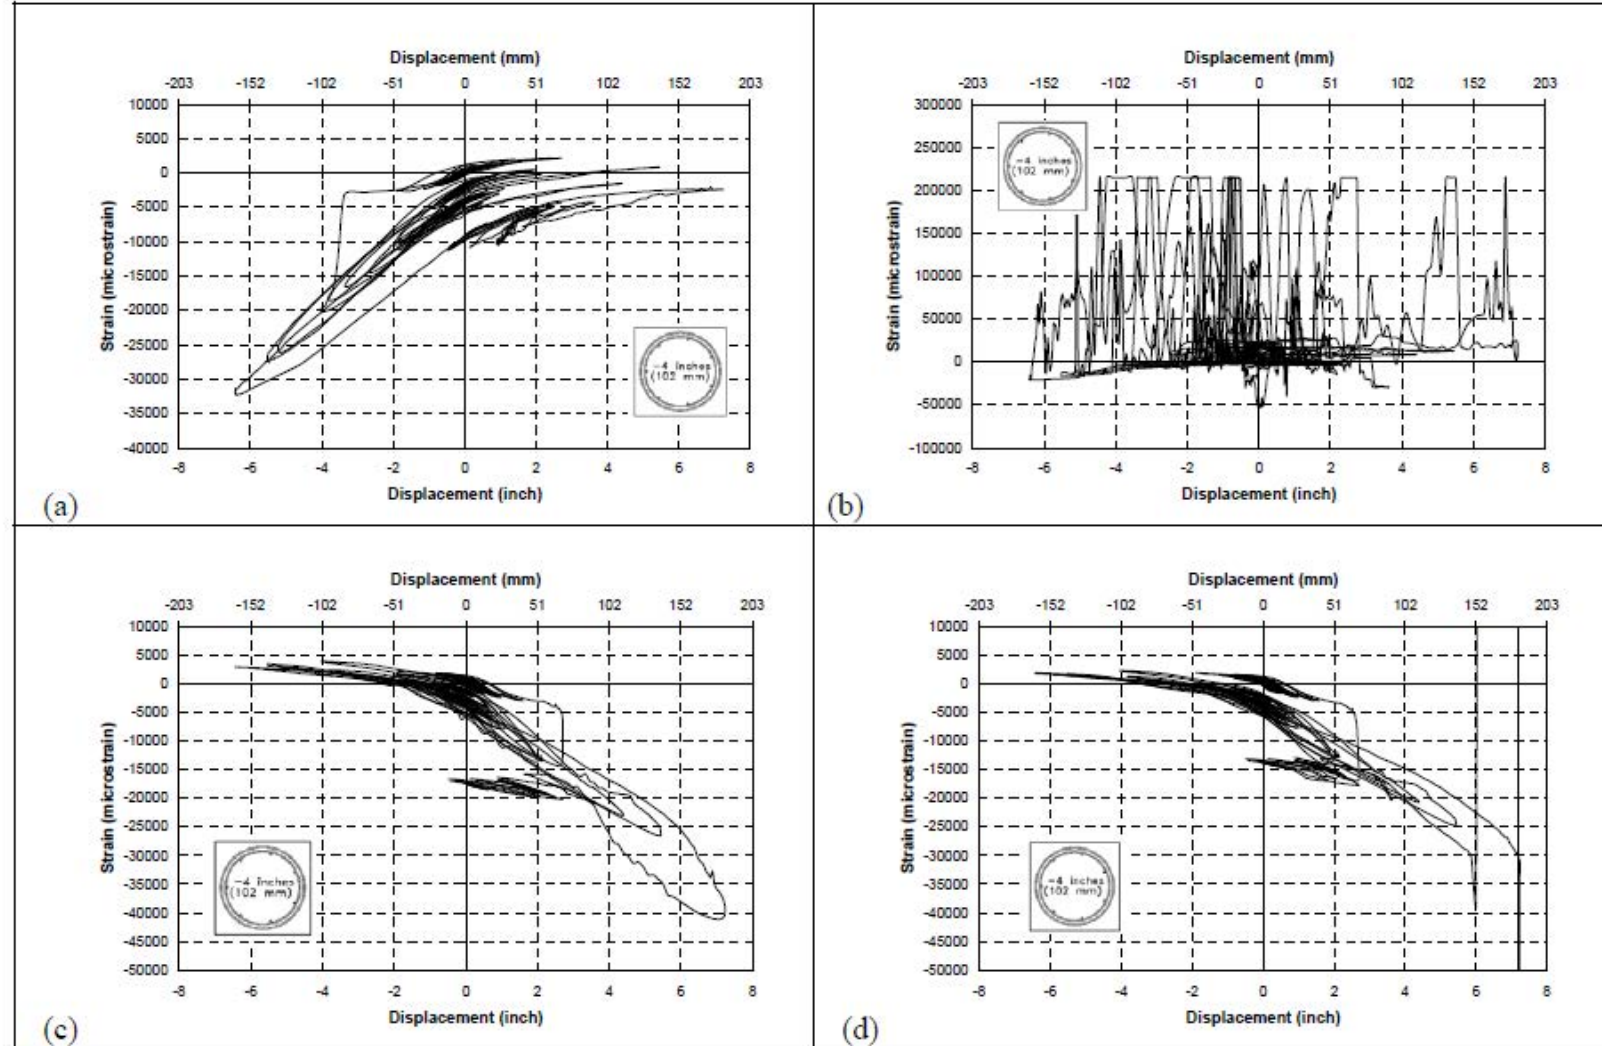 Displacement (mm)
-203 -152 -102 -51 0 51 102 152 203
10000
5000
0
-5000
-10000
-15000
-20000
-25000
-30000
-35000
-40000
Strain (microstrain)
-4 inches
(102 mm)
-8 -6 -4 -2 0 2 4 6 8
Displacement (inch)
(a)
Displacement (mm)
-203 -152 -102 -51 0 51 102 152 203
300000
250000
200000
150000
100000
50000
0
-50000
-100000
Strain (microstrain)
-4 inches
(102 mm)
-8 -6 -4 -2 0 2 4 6 8
Displacement (inch)
(b)
Displacement (mm)
-203 -152 -102 -51 0 51 102 152 203
10000
5000
0
-5000
-10000
-15000
-20000
-25000
-30000
-35000
-40000
-45000
-50000
Strain (microstrain)
-4 inches
(102 mm)
-8 -6 -4 -2 0 2 4 6 8
Displacement (inch)
(c)
Displacement (mm)
-203 -152 -102 -51 0 51 102 152 203
10000
5000
0
-5000
-10000
-15000
-20000
-25000
-30000
-35000
-40000
-45000
-50000
Strain (microstrain)
-4 inches
(102 mm)
-8 -6 -4 -2 0 2 4 6 8
Displacement (inch)
(d)